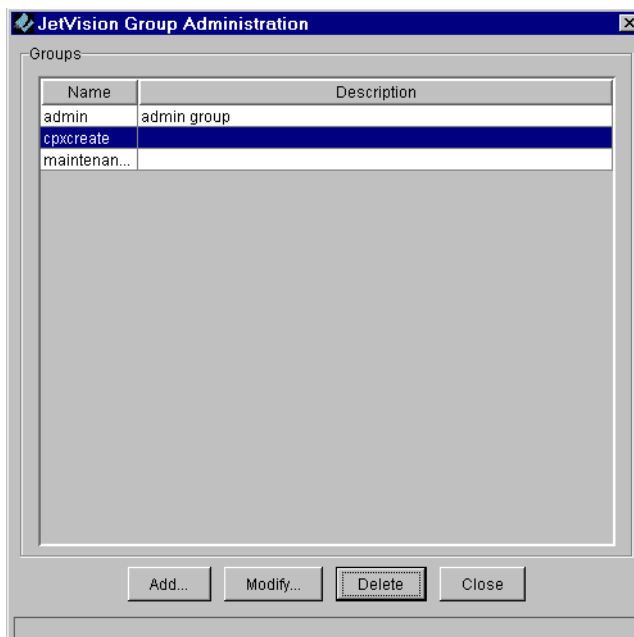 JetVision Group Administration
Groups
Name Description
admin admin group
cpxcreate
maintenan...
Add... Modify... Delete Close